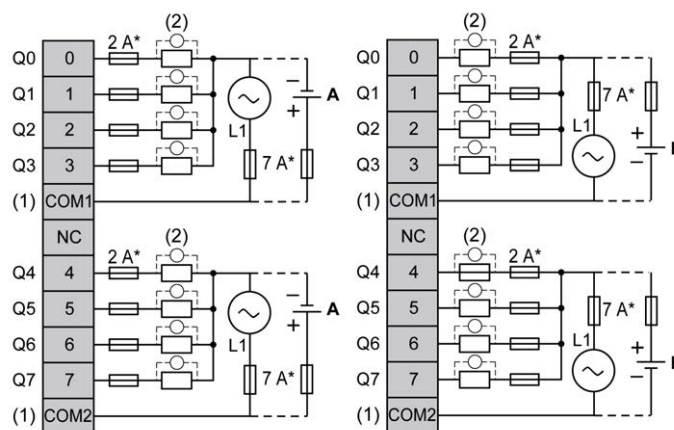 (2) (2)
Q0 0 2 A* Q0 0 2 A*
Q1 1 A Q1 1 7 A*
Q2 2 L1 Q2 2
Q3 3 7 A* Q3 3 L1
(1) COM1 (1) COM1
NC NC
(2) (2)
Q4 4 2 A* Q4 4 2 A*
Q5 5 A Q5 5 7 A*
Q6 6 L1 Q6 6 L1
Q7 7 7 A* Q7 7
(1) COM2 (1) COM2